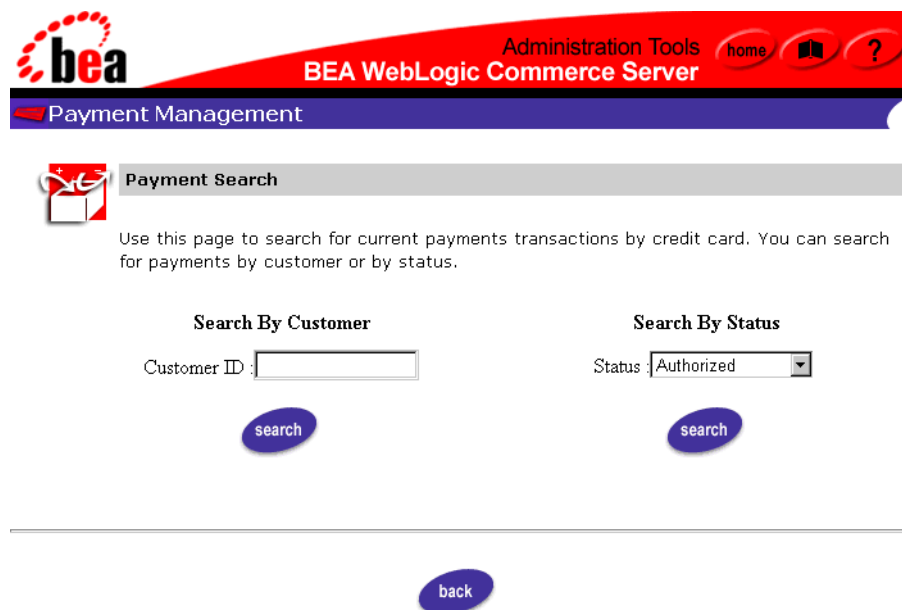 bea
Administration Tools
BEA WebLogic Commerce Server
home
?
Payment Management
Payment Search
Use this page to search for current payments transactions by credit card. You can search
for payments by customer or by status.
Search By Customer
Search By Status
Customer ID :
Status : Authorized
search
search
back